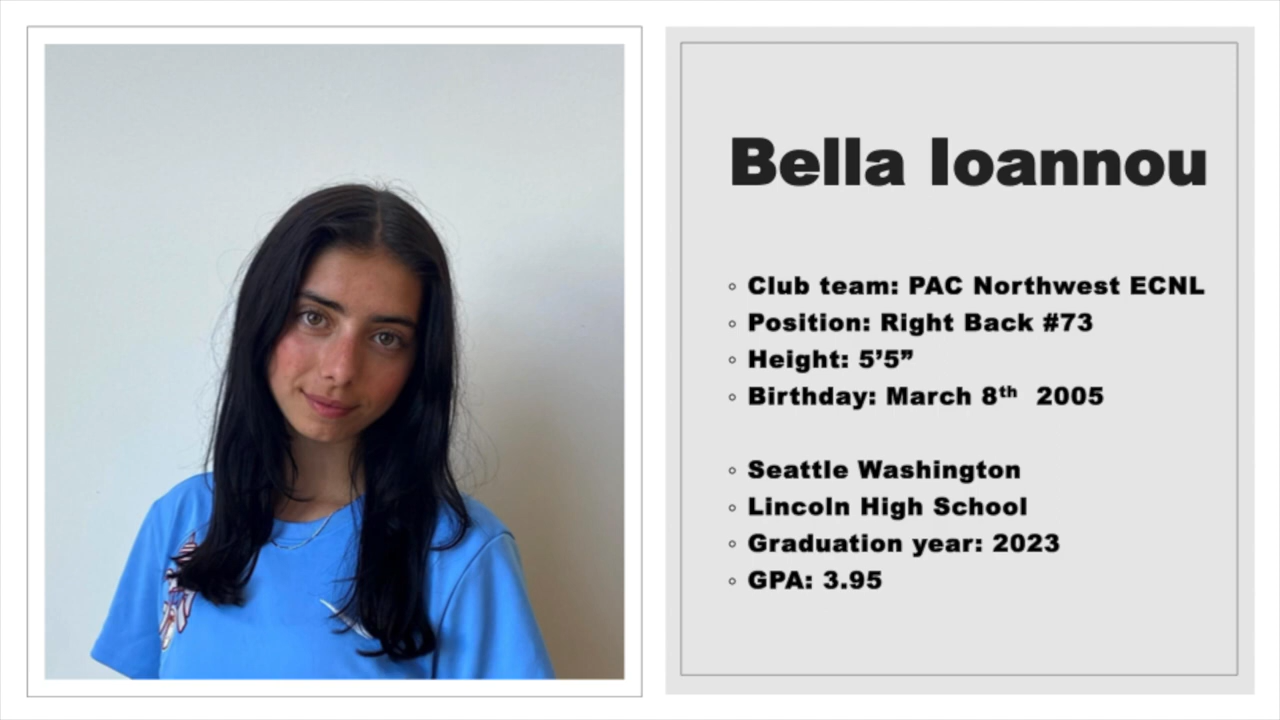 Bella Ioannou
Club team: PAC Northwest ECNL
Position: Right Back #73
Height: 5’5”
Birthday: March 8th  2005
Seattle Washington
Lincoln High School
Graduation year: 2023
GPA: 3.95